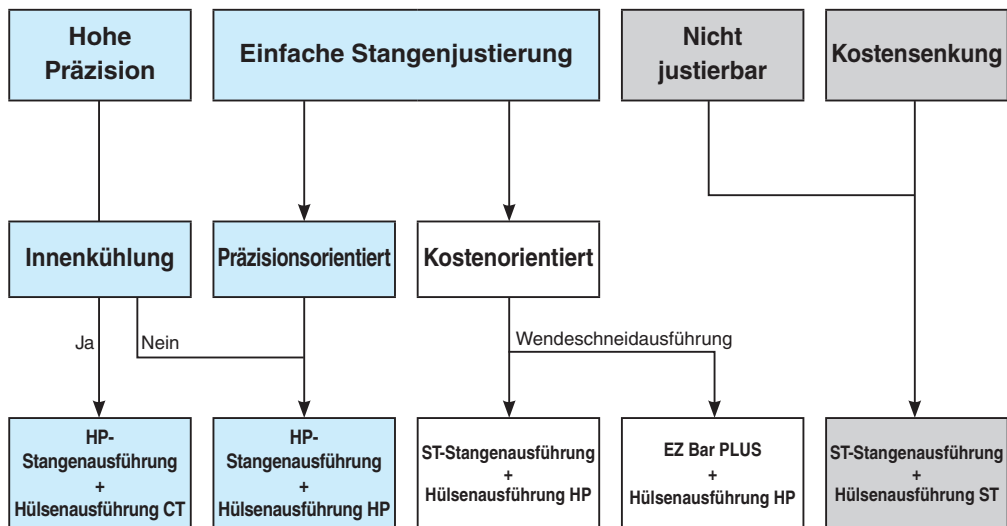 Hohe
Präzision
Einfache Stangenjustierung
Nicht
justierbar
Kostensenkung
Innenkühlung
Präzisionsorientiert
Kostenorientiert
Ja
Nein
Wendeschneidausführung
HP-
Stangenausführung
+
Hülsenausführung CT
HP-
Stangenausführung
+
Hülsenausführung HP
ST-Stangenausführung
+
Hülsenausführung HP
EZ Bar PLUS
+
Hülsenausführung HP
ST-Stangenausführung
+
Hülsenausführung ST